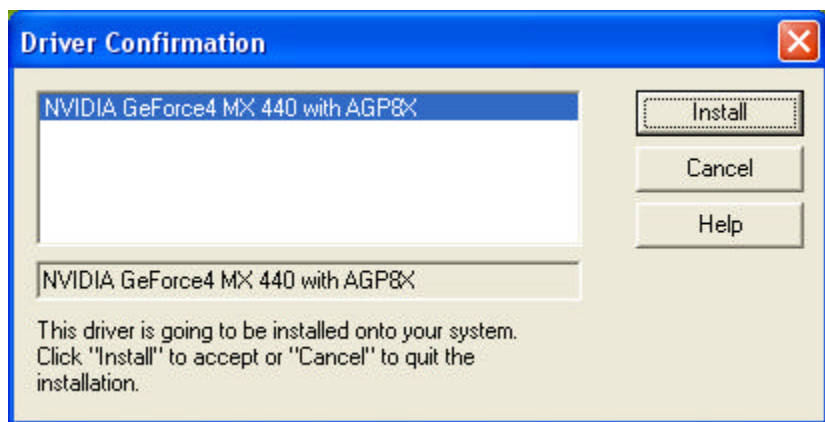 Driver Confirmation
NVIDIA GeForce4 MX 440 with AGP8X
Install
Cancel
Help
NVIDIA GeForce4 MX 440 with AGP8X
This driver is going to be installed onto your system.
Click "Install" to accept or "Cancel" to quit the
installation.